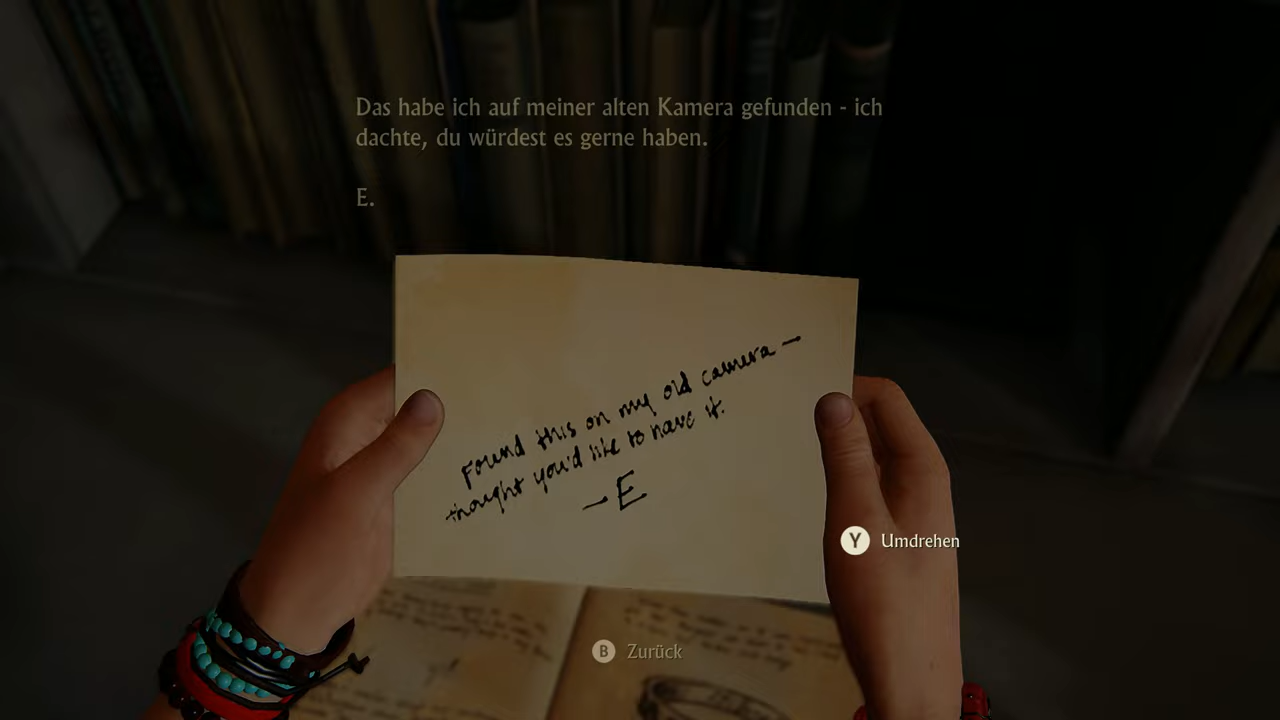 Das habe ich auf meiner alten Kamera gefunden - ich
dachte, du würdest es gerne haben.
E.
Found this on my old camera —
thought you'd like to have it.
—E
Y Umdrehen
B Zurück